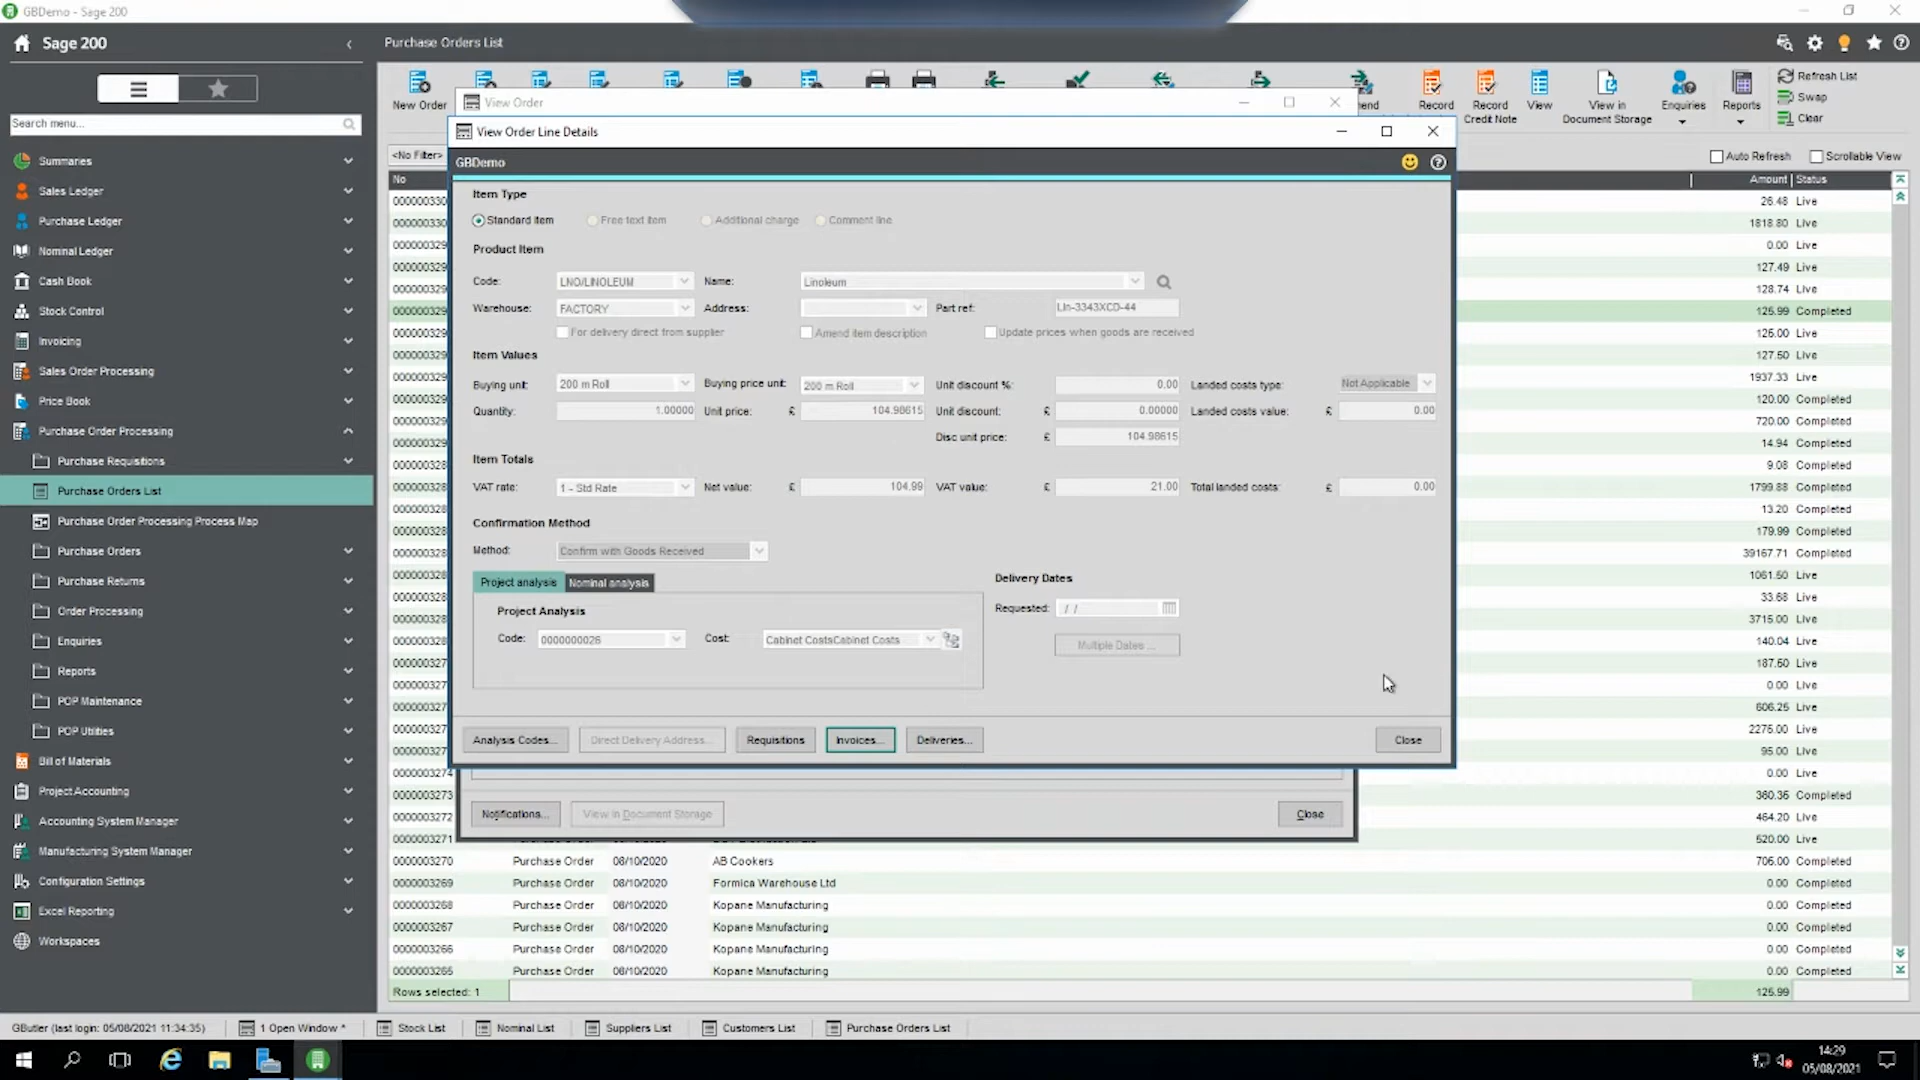 GBDemo - Sage 200
Sage 200
Purchase Orders List
New Order
Record
Record Credit Note
View
View in Document Storage
Enquiries
Reports
Refresh List
Swap
Clear
Search menu...
<No Filter>
Auto Refresh
Scrollable View
No
Amount
Status
Summaries
Sales Ledger
Purchase Ledger
Nominal Ledger
Cash Book
Stock Control
Invoicing
Sales Order Processing
Price Book
Purchase Order Processing
Purchase Requisitions
Purchase Orders List
Purchase Order Processing Process Map
Purchase Orders
Purchase Returns
Order Processing
Enquiries
Reports
POP Maintenance
POP Utilities
Bill of Materials
Project Accounting
Accounting System Manager
Manufacturing System Manager
Configuration Settings
Excel Reporting
Workspaces
View Order
View Order Line Details
GBDemo
Item Type
Standard item
Free text item
Additional charge
Comment line
Product Item
Code: LNO/LINOLEUM Name: Linoleum
Warehouse: FACTORY Address: Part ref: Lin-3343XCD-44
For delivery direct from supplier
Amend item description
Update prices when goods are received
Item Values
Buying unit: 200 m Roll Buying price unit: 200 m Roll Unit discount %: 0.00 Landed costs type: Not Applicable
Quantity: 1.00000 Unit price: £ 104.98615 Unit discount: £ 0.00000 Landed costs value: £ 0.00
Disc unit price: £ 104.98615
Item Totals
VAT rate: 1 - Std Rate Net value: £ 104.99 VAT value: £ 21.00 Total landed costs: £ 0.00
Confirmation Method
Method: Confirm with Goods Received
Project analysis
Nominal analysis
Delivery Dates
Project Analysis
Requested: / /
Code: 0000000026 Cost: Cabinet CostsCabinet Costs
Multiple Dates ...
Analysis Codes...
Direct Delivery Address...
Requisitions
Invoices...
Deliveries...
Close
Notifications...
View in Document Storage
Close
26.48 Live
1818.80 Live
0.00 Live
127.49 Live
128.74 Live
125.99 Completed
125.00 Live
127.50 Live
1937.33 Live
120.00 Completed
720.00 Completed
14.94 Completed
9.08 Completed
1799.88 Completed
13.20 Completed
179.99 Completed
39167.71 Completed
1061.50 Live
33.68 Live
3715.00 Live
140.04 Live
187.50 Live
0.00 Live
606.25 Live
2275.00 Live
95.00 Live
0000003274 0.00 Live
0000003273 360.36 Completed
0000003272 464.20 Live
0000003271 520.00 Live
0000003270 Purchase Order 08/10/2020 AB Cookers 706.00 Completed
0000003269 Purchase Order 08/10/2020 Formica Warehouse Ltd 0.00 Completed
0000003268 Purchase Order 08/10/2020 Kopane Manufacturing 0.00 Completed
0000003267 Purchase Order 08/10/2020 Kopane Manufacturing 0.00 Completed
0000003266 Purchase Order 08/10/2020 Kopane Manufacturing 0.00 Completed
0000003265 Purchase Order 08/10/2020 Kopane Manufacturing 0.00 Completed
Rows selected: 1 125.99
GButler (last login: 05/08/2021 11:34:35)
1 Open Window
Stock List
Nominal List
Suppliers List
Customers List
Purchase Orders List
14:29
05/08/2021